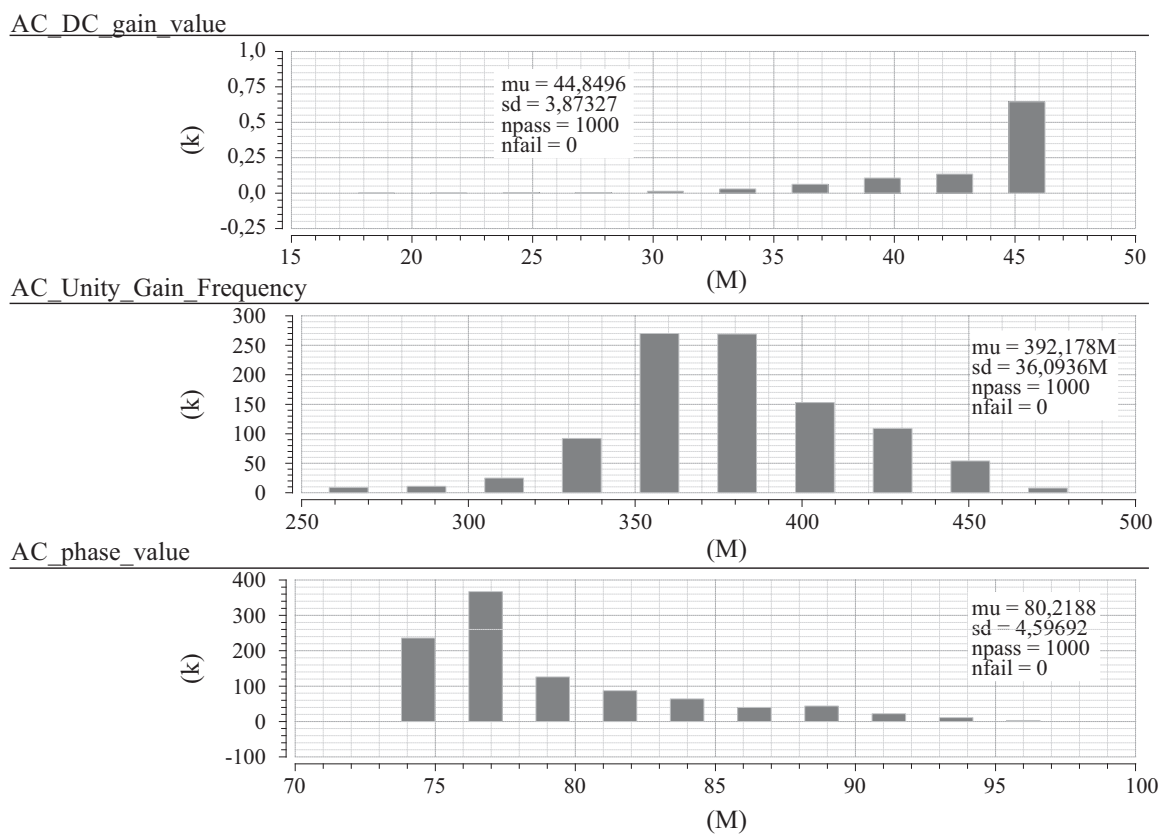 AC_DC_gain_value
1,0
0,75
0,5
0,25
0,0
-0,25
(k)
mu = 44,8496
sd = 3,87327
npass = 1000
nfail = 0
15 20 25 30 35 40 45 50
(M)
AC_Unity_Gain_Frequency
300
250
200
150
100
50
0
(k)
mu = 392,178M
sd = 36,0936M
npass = 1000
nfail = 0
250 300 350 400 450 500
(M)
AC_phase_value
400
300
200
100
0
-100
(k)
mu = 80,2188
sd = 4,59692
npass = 1000
nfail = 0
70 75 80 85 90 95 100
(M)